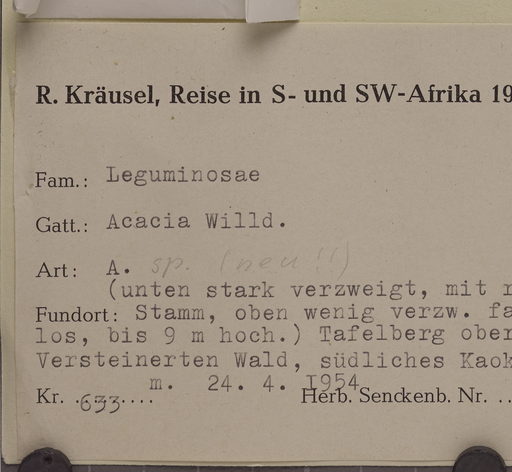 R. Kräusel, Reise in S- und SW-Afrika 19
Fam.: Leguminosae
Gatt.: Acacia Willd.
Art: A. sp. (neu!!)
(unten stark verzweigt, mit r
Fundort: Stamm, oben wenig verzw. fa
los, bis 9 m hoch.) Tafelberg ober
Versteinerten Wald, südliches Kaok
m. 24. 4. I954
Kr. .633.... Herb. Senckenb. Nr. ..